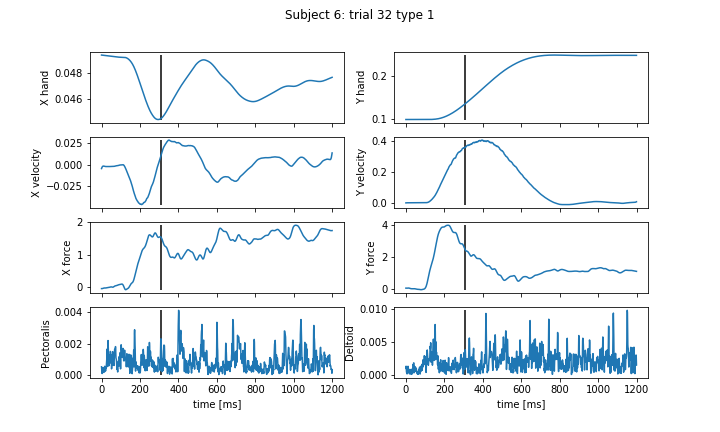 Subject 6: trial 32 type 1
X hand
0.048
0.046
Y hand
0.2
0.1
X velocity
0.025
0.000
−0.025
Y velocity
0.4
0.2
0.0
X force
2
1
0
Y force
4
2
0
Pectoralis
0.004
0.002
0.000
0 200 400 600 800 1000 1200
time [ms]
Deltoid
0.010
0.005
0.000
0 200 400 600 800 1000 1200
time [ms]